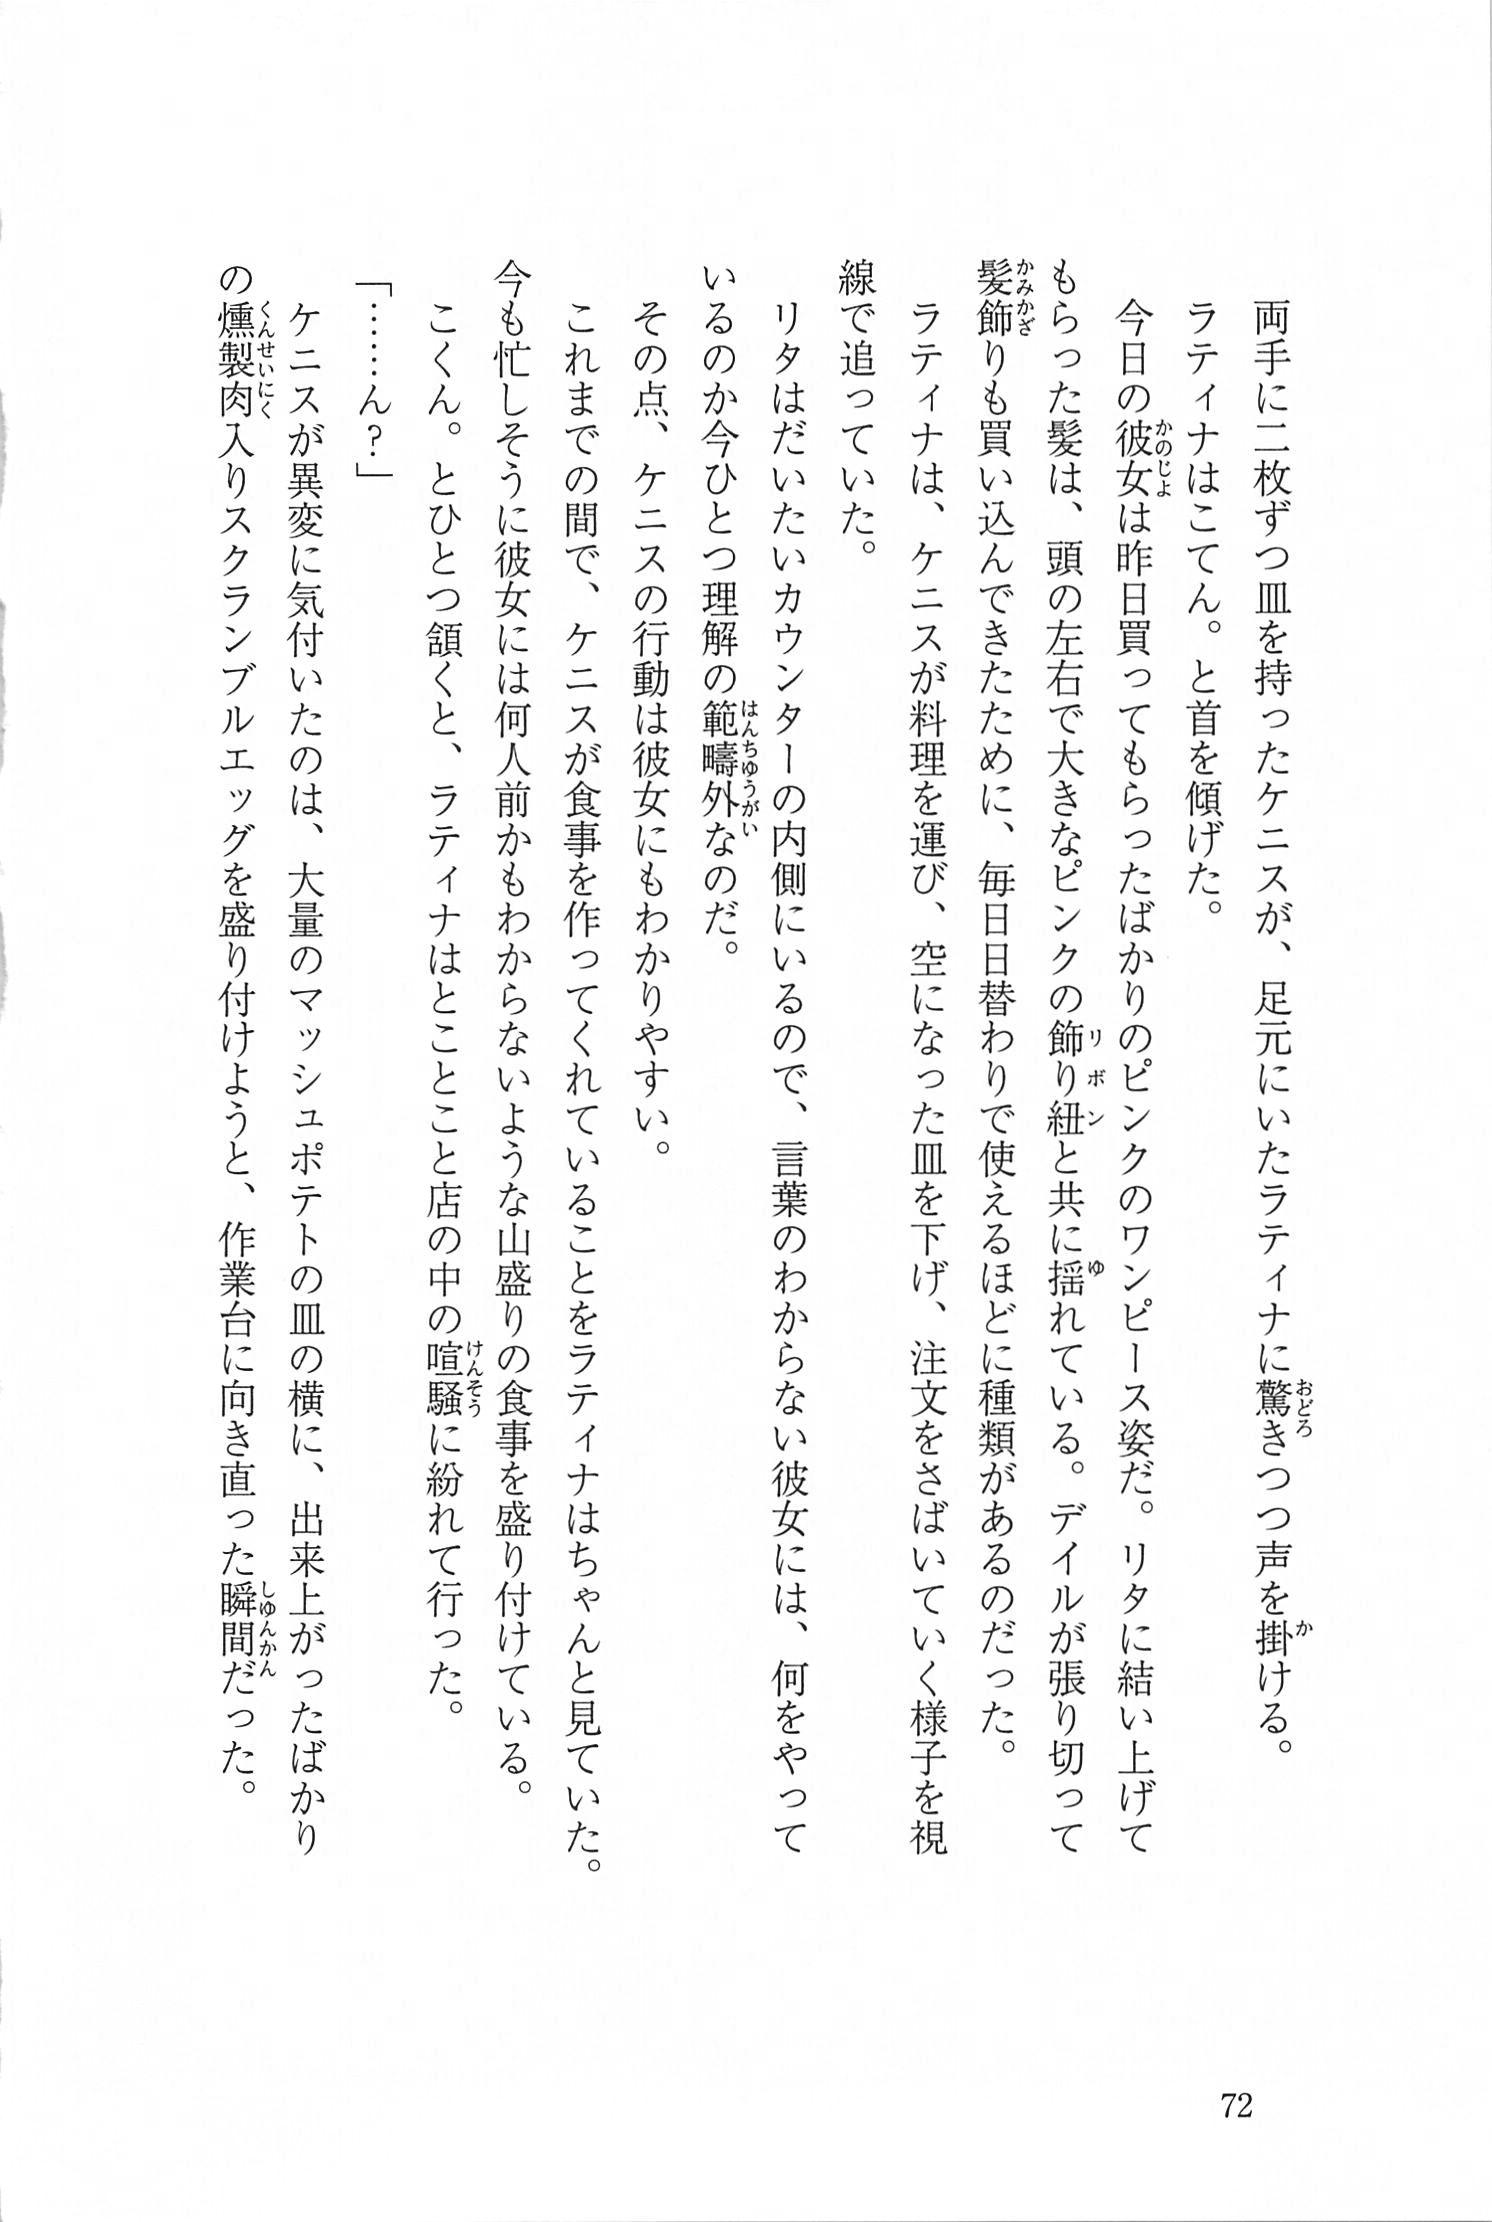 両手に二枚ずつ皿を持ったケニスが、足元にいたラティナに驚きつつ声を掛ける。
ラティナはこてん。と首を傾げた。
今日の彼女は昨日買ってもらったばかりのピンクのワンピース姿だ。リタに結い上げて
もらった髪は、頭の左右で大きなピンクの飾り紐と共に揺れている。デイルが張り切って
髪飾りも買い込んできたために、毎日日替わりで使えるほどに種類があるのだった。
ラティナは、ケニスが料理を運び、空になった皿を下げ、注文をさばいていく様子を視
線で追っていた。
リタはだいたいカウンターの内側にいるので、言葉のわからない彼女には、何をやって
いるのか今ひとつ理解の範疇外なのだ。
その点、ケニスの行動は彼女にもわかりやすい。
これまでの間で、ケニスが食事を作ってくれていることをラティナはちゃんと見ていた。
今も忙しそうに彼女には何人前かもわからないような山盛りの食事を盛り付けている。
こくん。とひとつ頷くと、ラティナはとことこと店の中の喧騒に紛れて行った。
「……ん？」
ケニスが異変に気付いたのは、大量のマッシュポテトの皿の横に、出来上がったばかり
の燻製肉入りスクランブルエッグを盛り付けようと、作業台に向き直った瞬間だった。
72